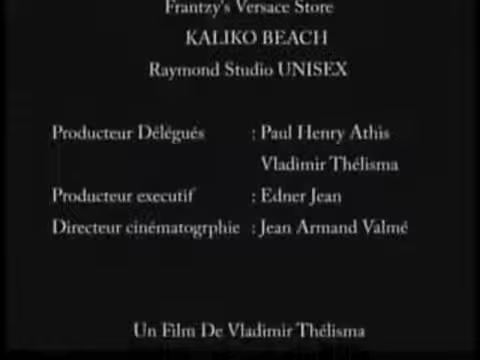 Frantzy's Versace Store
KALIKO BEACH
Raymond Studio UNISEX
Producteur Délégués : Paul Henry Athis
Vladimir Thélisma
Producteur executif : Edner Jean
Directeur cinématogrphie : Jean Armand Valmé
Un Film De Vladimir Thélisma